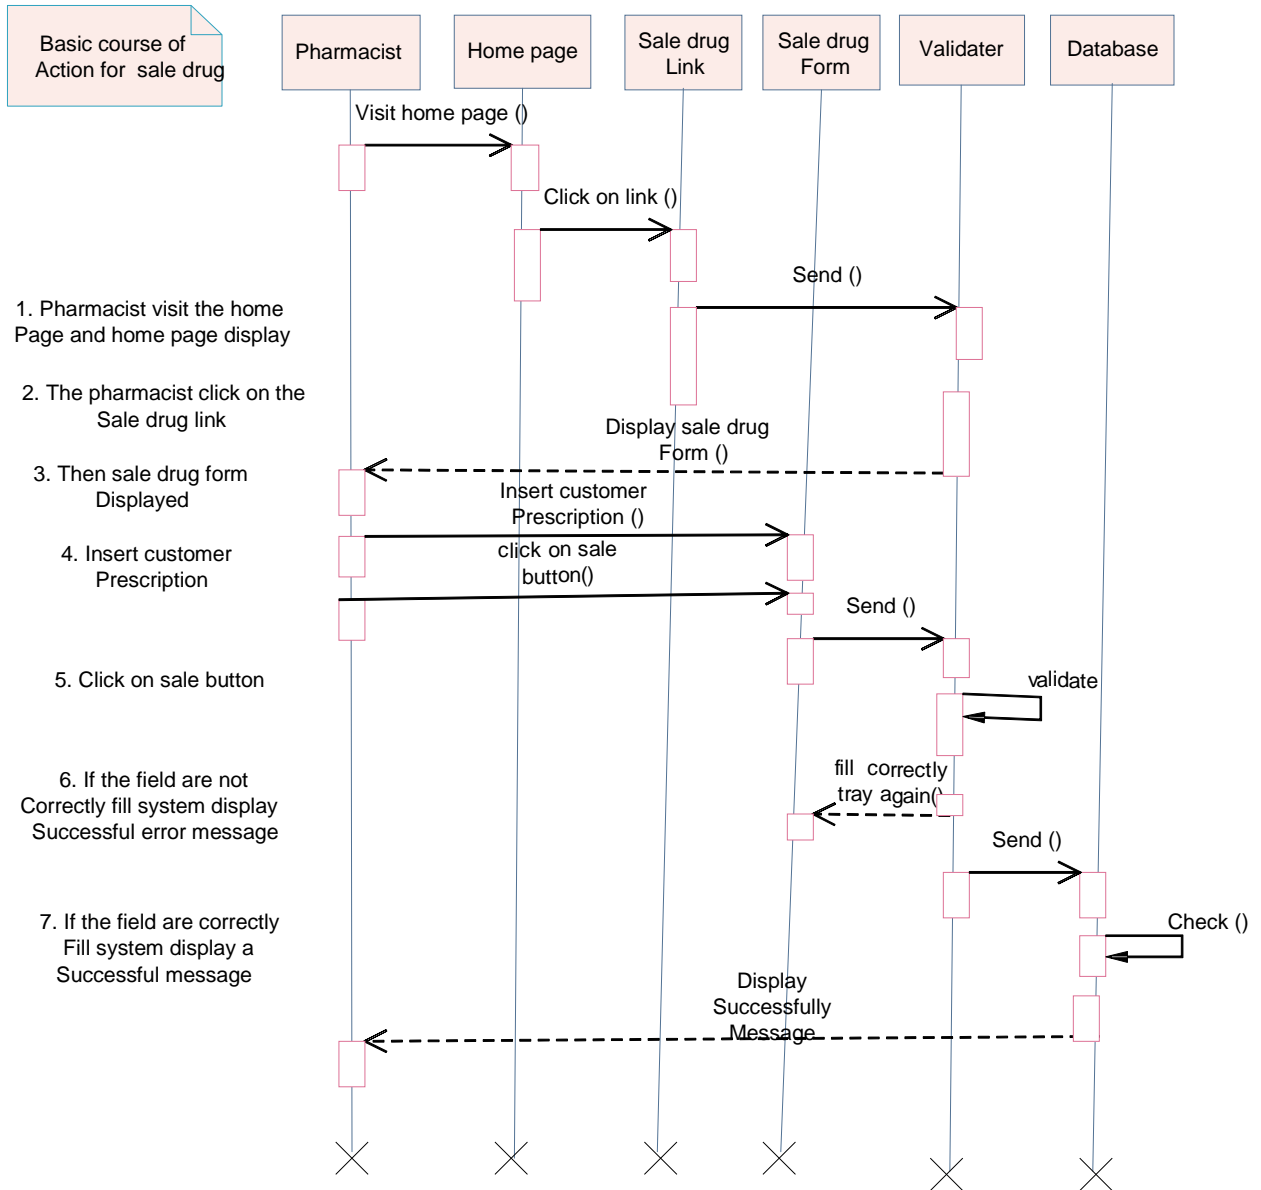 Basic course of
Action for sale drug
Pharmacist
Home page
Sale drug
Link
Sale drug
Form
Validater
Database
Visit home page ()
Click on link ()
Send ()
1. Pharmacist visit the home
Page and home page display
2. The pharmacist click on the
Sale drug link
Display sale drug
Form ()
3. Then sale drug form
Displayed
Insert customer
Prescription ()
4. Insert customer
Prescription
click on sale
button()
Send ()
5. Click on sale button
validate
6. If the field are not
Correctly fill system display
Successful error message
fill correctly
tray again()
Send ()
7. If the field are correctly
Fill system display a
Successful message
Check ()
Display
Successfully
Message